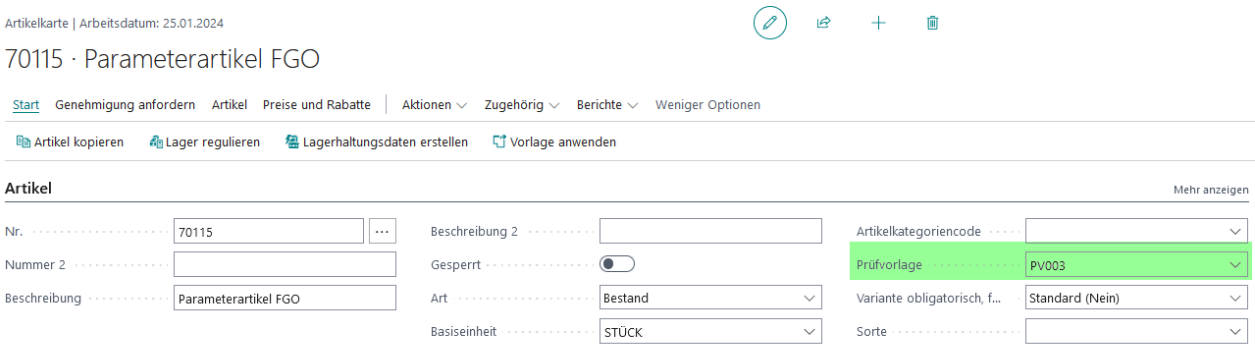 Artikelkarte | Arbeitsdatum: 25.01.2024
70115 · Parameterartikel FGO
Start Genehmigung anfordern Artikel Preise und Rabatte | Aktionen Zugehörig Berichte Weniger Optionen
Artikel kopieren Lager regulieren Lagerhaltungsdaten erstellen Vorlage anwenden
Artikel Mehr anzeigen
Nr. 70115 ... Beschreibung 2 Artikelkategoriencode
Nummer 2 Gesperrt Prüfvorlage PV003
Beschreibung Parameterartikel FGO Art Bestand Variante obligatorisch, f... Standard (Nein)
Basiseinheit STÜCK Sorte